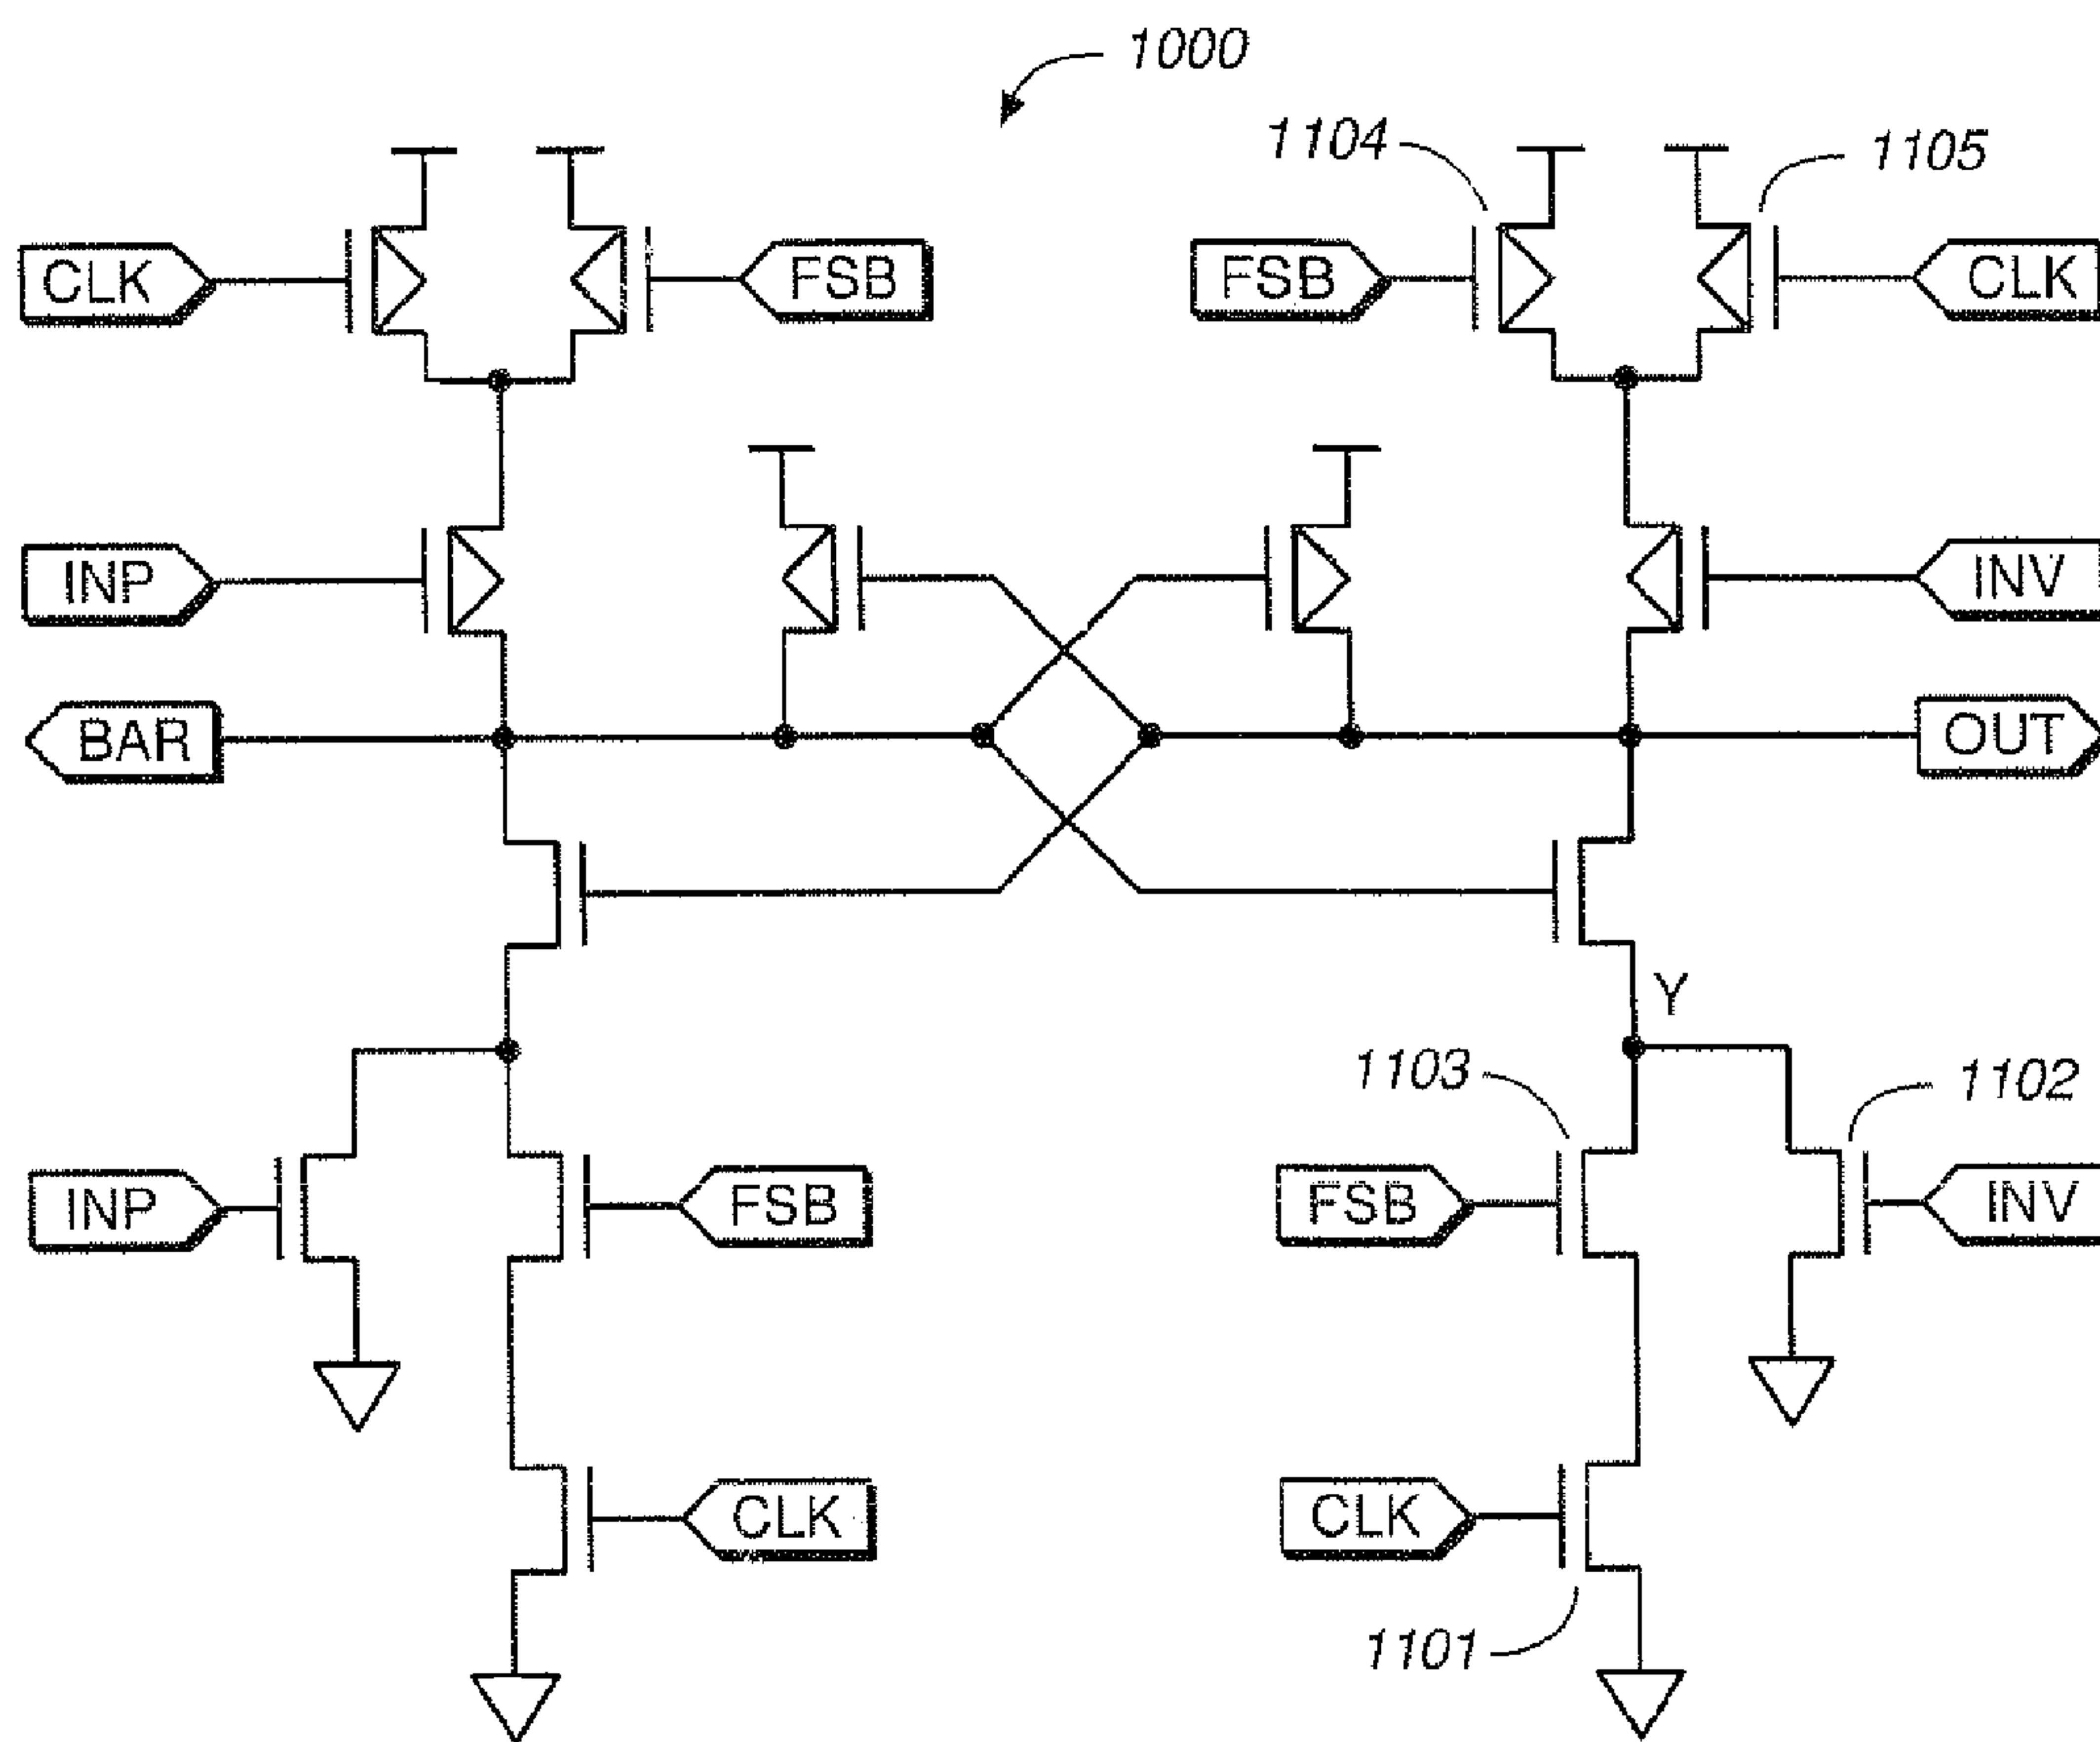 1000
1104
1105
CLK
FSB
FSB
CLK
INP
INV
BAR
OUT
Y
1103
1102
INP
FSB
FSB
INV
CLK
CLK
1101